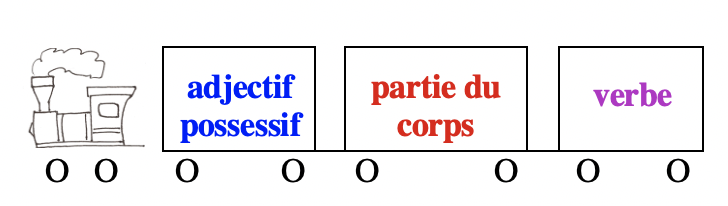 adjectif
possessif
partie du
corps
verbe
O O O O O O O O